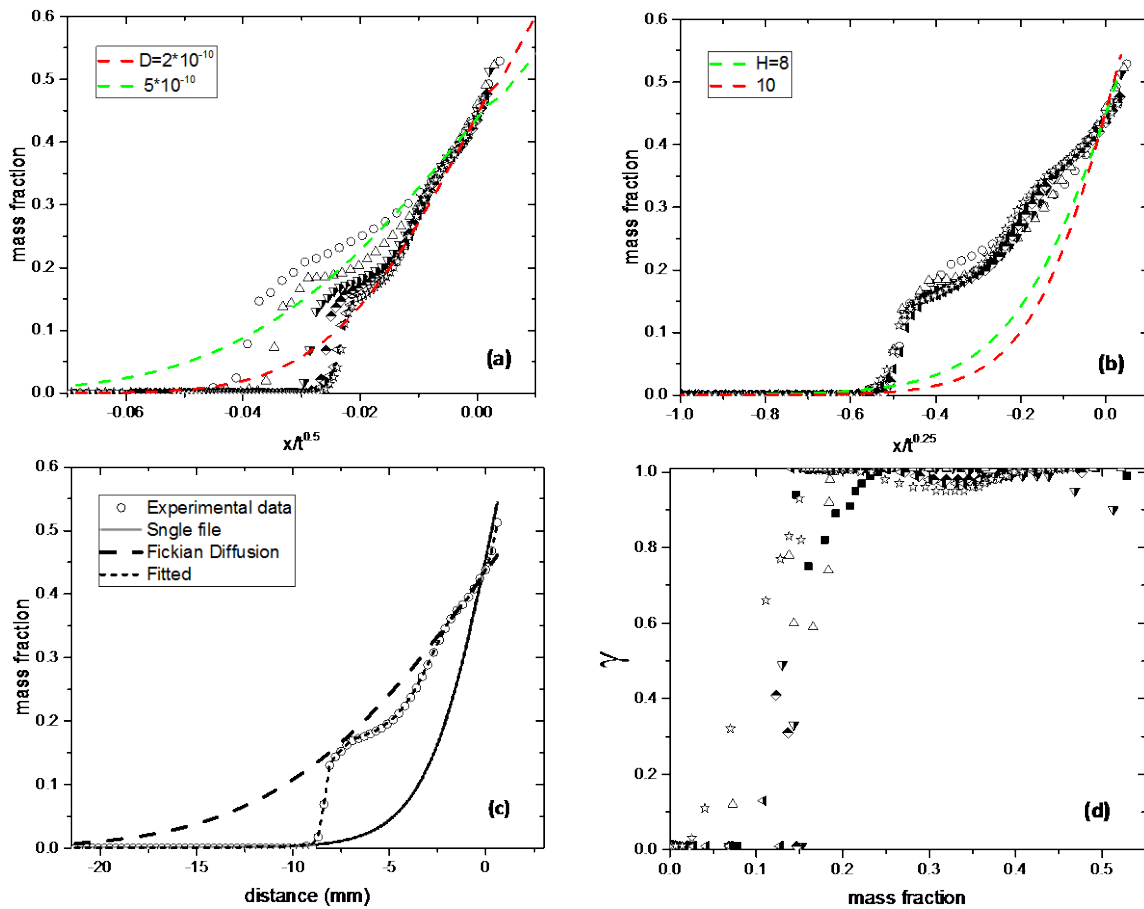 0.6
0.5
0.4
0.3
0.2
0.1
0.0
mass fraction
D=2*10-10
5*10-10
(a)
-0.06
-0.04
-0.02
0.00
x/t0.5
0.6
0.5
0.4
0.3
0.2
0.1
0.0
mass fraction
H=8
10
(b)
-1.0
-0.8
-0.6
-0.4
-0.2
0.0
x/t0.25
0.6
0.5
0.4
0.3
0.2
0.1
0.0
mass fraction
Experimental data
Sngle file
Fickian Diffusion
Fitted
(c)
-20
-15
-10
-5
0
distance (mm)
1.0
0.8
0.6
0.4
0.2
0.0
γ
(d)
0.0
0.1
0.2
0.3
0.4
0.5
mass fraction